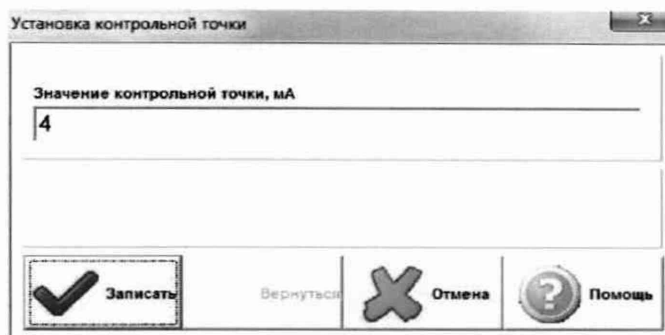 Установка контрольной точки
Значение контрольной точки, мА
4
Записать
Вернуться
Отмена
Помощь